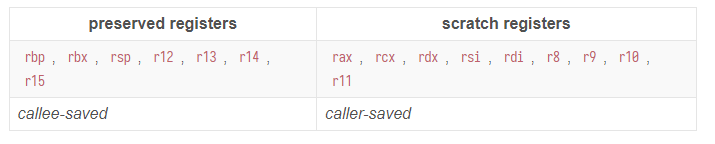 preserved registers
scratch registers
rbp , rbx , rsp , r12 , r13 , r14 ,
r15
rax , rcx , rdx , rsi , rdi , r8 , r9 , r10 ,
r11
callee-saved
caller-saved